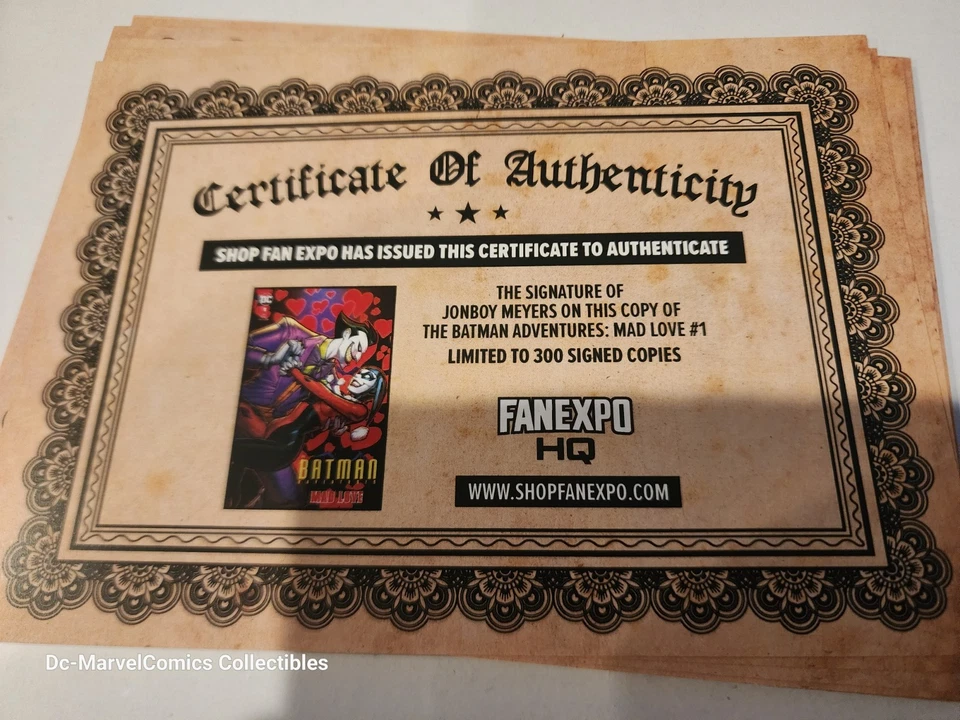 Certificate Of Authenticity
SHOP FAN EXPO HAS ISSUED THIS CERTIFICATE TO AUTHENTICATE
THE SIGNATURE OF
JONBOY MEYERS ON THIS COPY OF
THE BATMAN ADVENTURES: MAD LOVE #1
LIMITED TO 300 SIGNED COPIES
DC
BATMAN
ADVENTURES
MAD LOVE
FANEXPO
HQ
WWW.SHOPFANEXPO.COM
Dc-MarvelComics Collectibles